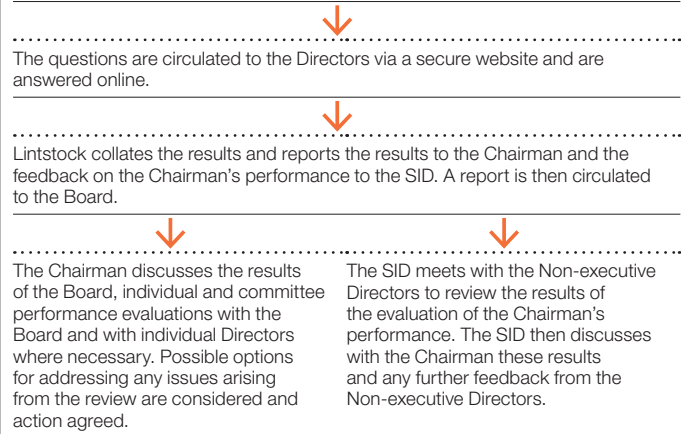 The questions are circulated to the Directors via a secure website and are
answered online.
Lintstock collates the results and reports the results to the Chairman and the
feedback on the Chairman’s performance to the SID. A report is then circulated
to the Board.
The Chairman discusses the results
of the Board, individual and committee
performance evaluations with the
Board and with individual Directors
where necessary. Possible options
for addressing any issues arising
from the review are considered and
action agreed.
The SID meets with the Non-executive
Directors to review the results of
the evaluation of the Chairman’s
performance. The SID then discusses
with the Chairman these results
and any further feedback from the
Non-executive Directors.